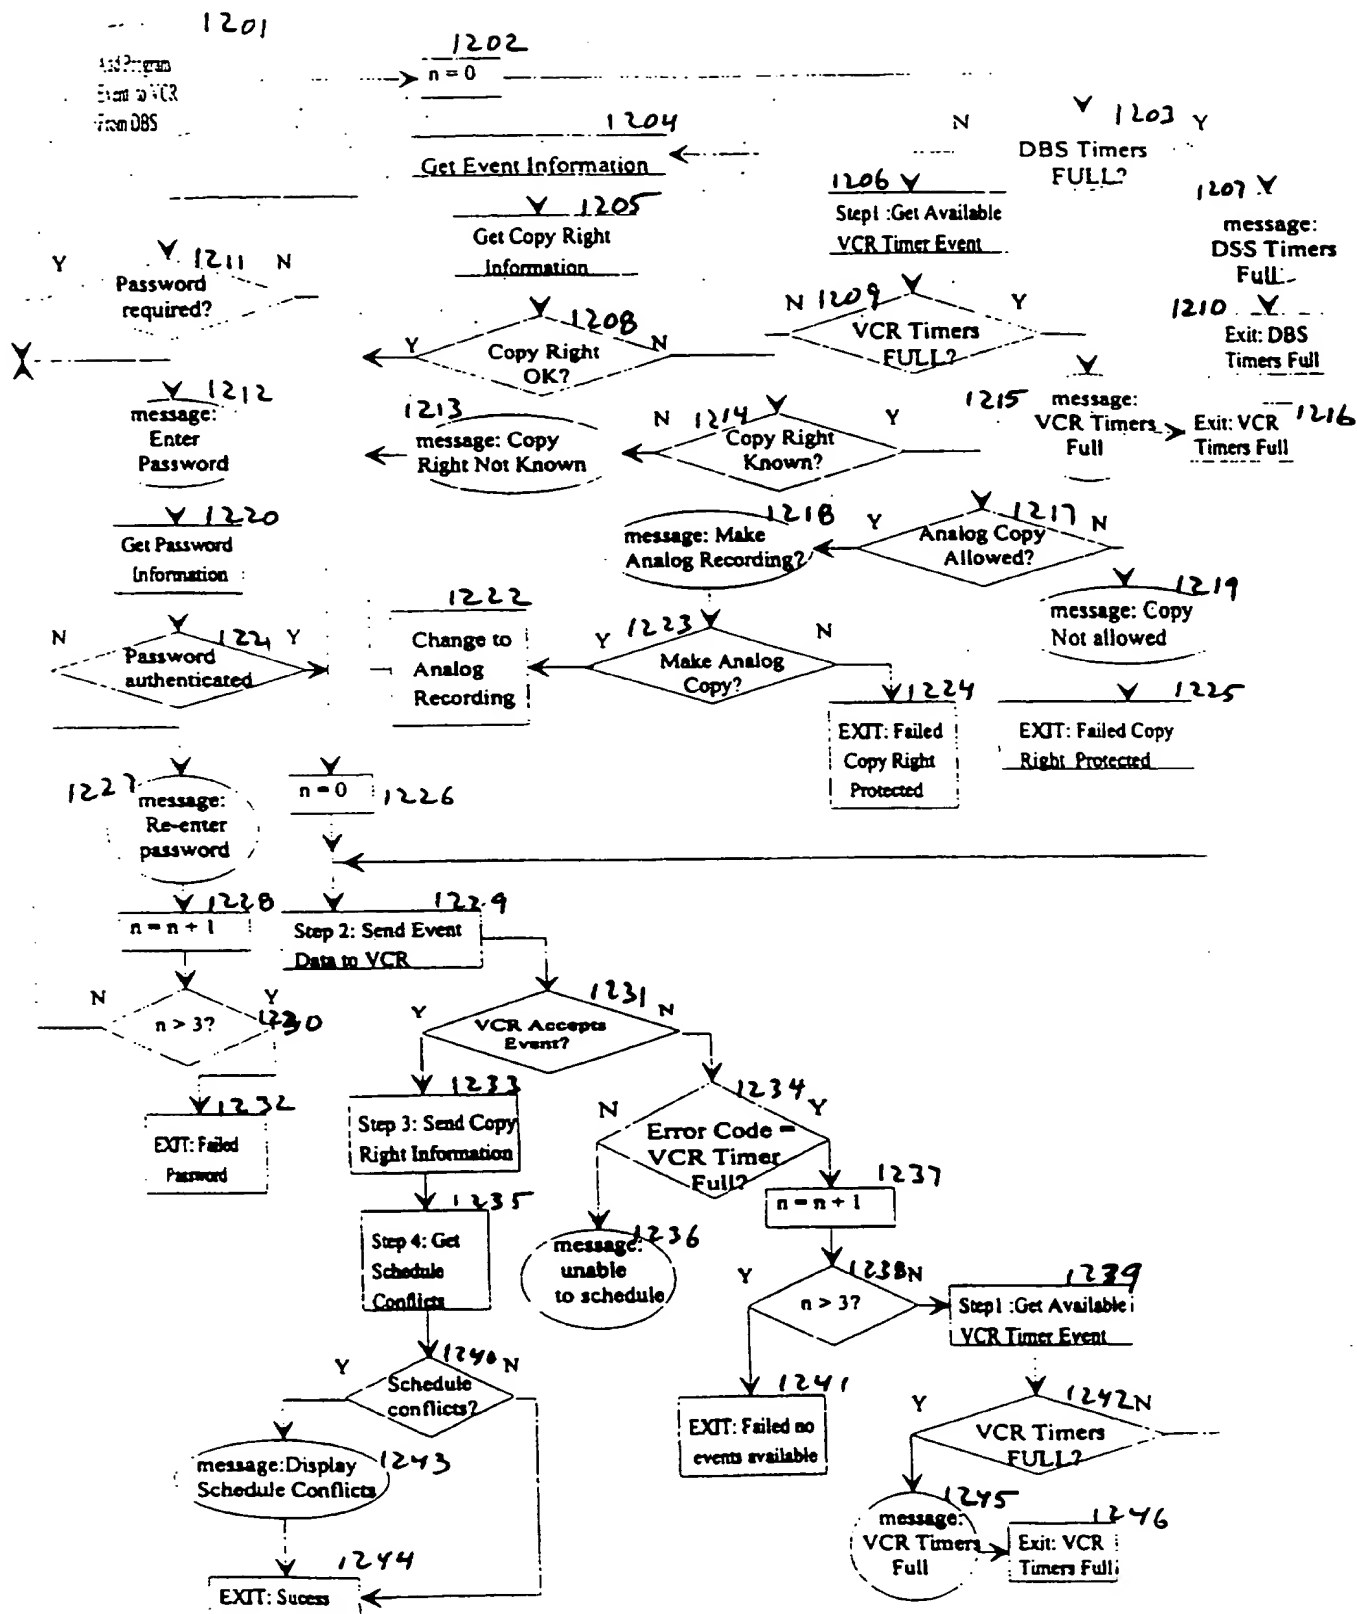 1201
Add Program
Event to VCR
From DBS
1202
n = 0
1203
N
Y
DBS Timers
FULL?
1204
Get Event Information
1205
Get Copy Right
Information
1206
Step1 :Get Available
VCR Timer Event
1207
message:
DSS Timers
Full
1211
Y
N
Password
required?
1208
Y
N
Copy Right
OK?
1209
N
Y
VCR Timers
FULL?
1210
Exit: DBS
Timers Full
1212
message:
Enter
Password
1213
message: Copy
Right Not Known
1214
N
Y
Copy Right
Known?
1215
message:
VCR Timers
Full
1216
Exit: VCR
Timers Full
1220
Get Password
Information
1218
message: Make
Analog Recording?
1217
Y
N
Analog Copy
Allowed?
1219
message: Copy
Not allowed
1221
N
Y
Password
authenticated
1222
Change to
Analog
Recording
1223
Y
N
Make Analog
Copy?
1224
EXIT: Failed
Copy Right
Protected
1225
EXIT: Failed Copy
Right Protected
1227
message:
Re-enter
password
n = 0
1226
1228
n = n + 1
1229
Step 2: Send Event
Data to VCR
N
Y
n > 3?
1230
1231
Y
N
VCR Accepts
Event?
1232
EXIT: Failed
Password
1233
Step 3: Send Copy
Right Information
1234
N
Y
Error Code =
VCR Timer
Full?
1235
Step 4: Get
Schedule
Conflicts
1236
message:
unable
to schedule
1237
n = n + 1
1238
Y
N
n > 3?
1239
Step1 :Get Available
VCR Timer Event
1240
Y
N
Schedule
conflicts?
1241
EXIT: Failed no
events available
1242
Y
N
VCR Timers
FULL?
1243
message:Display
Schedule Conflicts
1244
EXIT: Sucess
1245
message:
VCR Timers
Full
1246
Exit: VCR
Timers Full